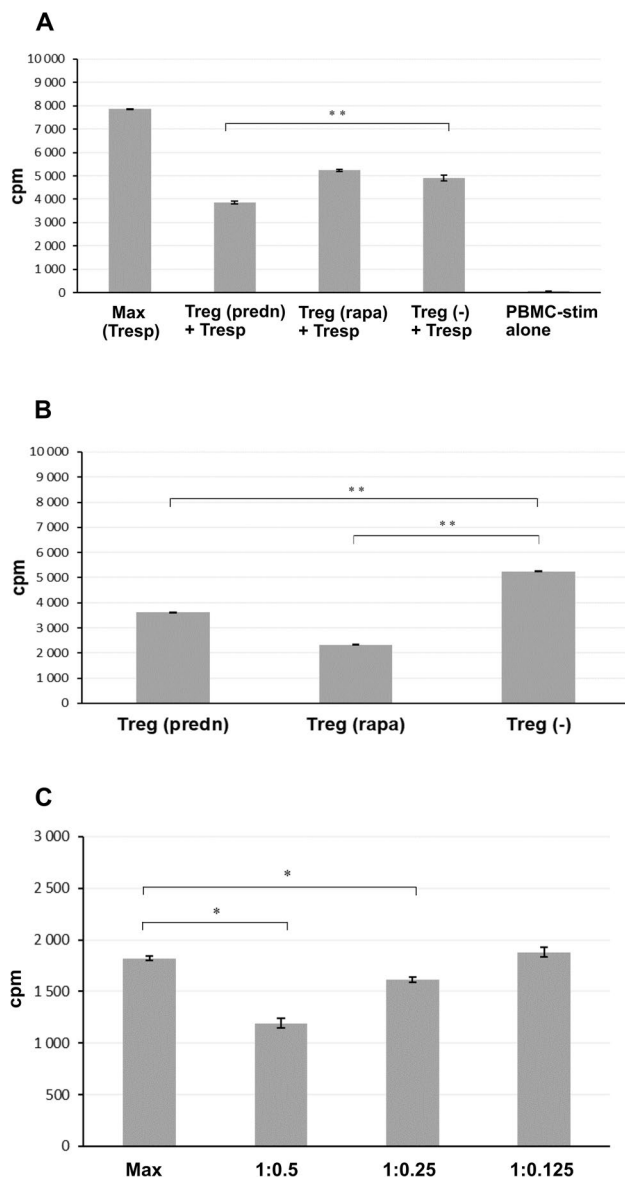 A
10 000
9 000
8 000
7 000
6 000
5 000
4 000
3 000
2 000
1 000
0
cpm
* *
Max (Tresp)
Treg (predn) + Tresp
Treg (rapa) + Tresp
Treg (-) + Tresp
PBMC-stim alone
B
10 000
9 000
8 000
7 000
6 000
5 000
4 000
3 000
2 000
1 000
0
cpm
* *
* *
Treg (predn)
Treg (rapa)
Treg (-)
C
3 000
2 500
2 000
1 500
1 000
500
0
cpm
*
*
Max
1:0.5
1:0.25
1:0.125